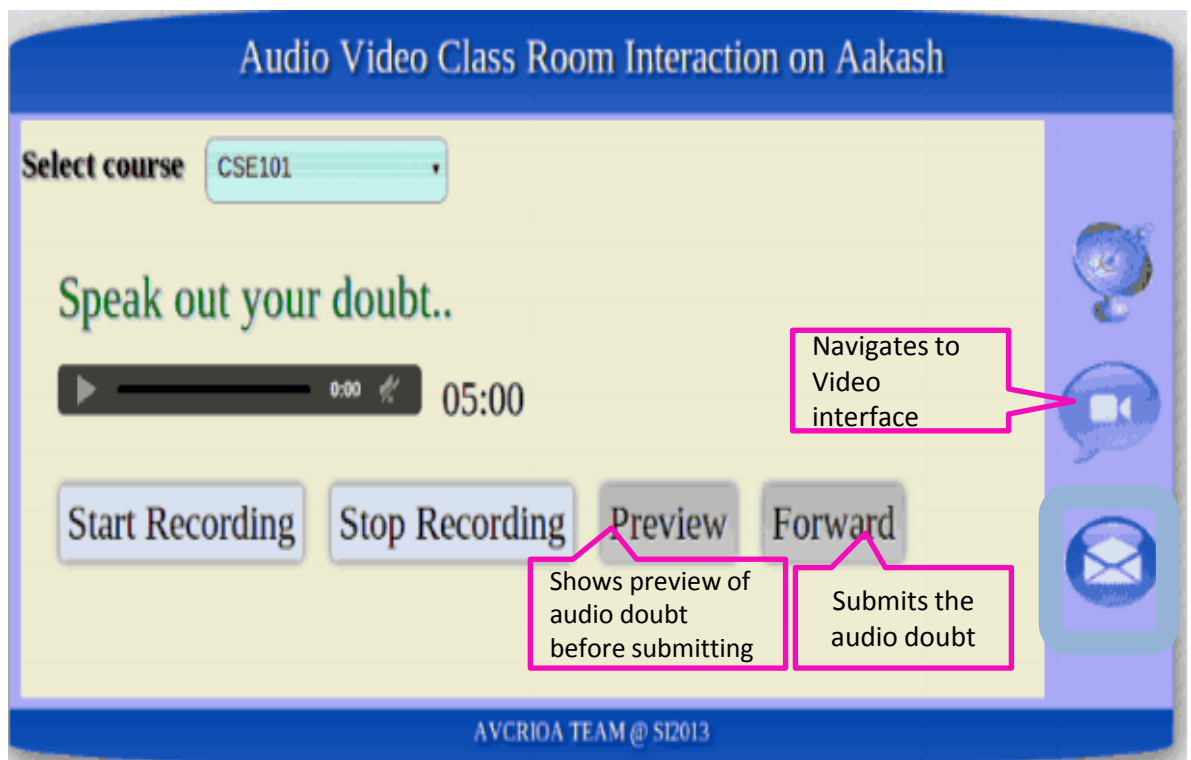 Audio Video Class Room Interaction on Aakash
Select course
CSE101
Speak out your doubt..
0:00
05:00
Navigates to
Video
interface
Start Recording
Stop Recording
Preview
Forward
Shows preview of
audio doubt
before submitting
Submits the
audio doubt
AVCRIOA TEAM @ SI2013